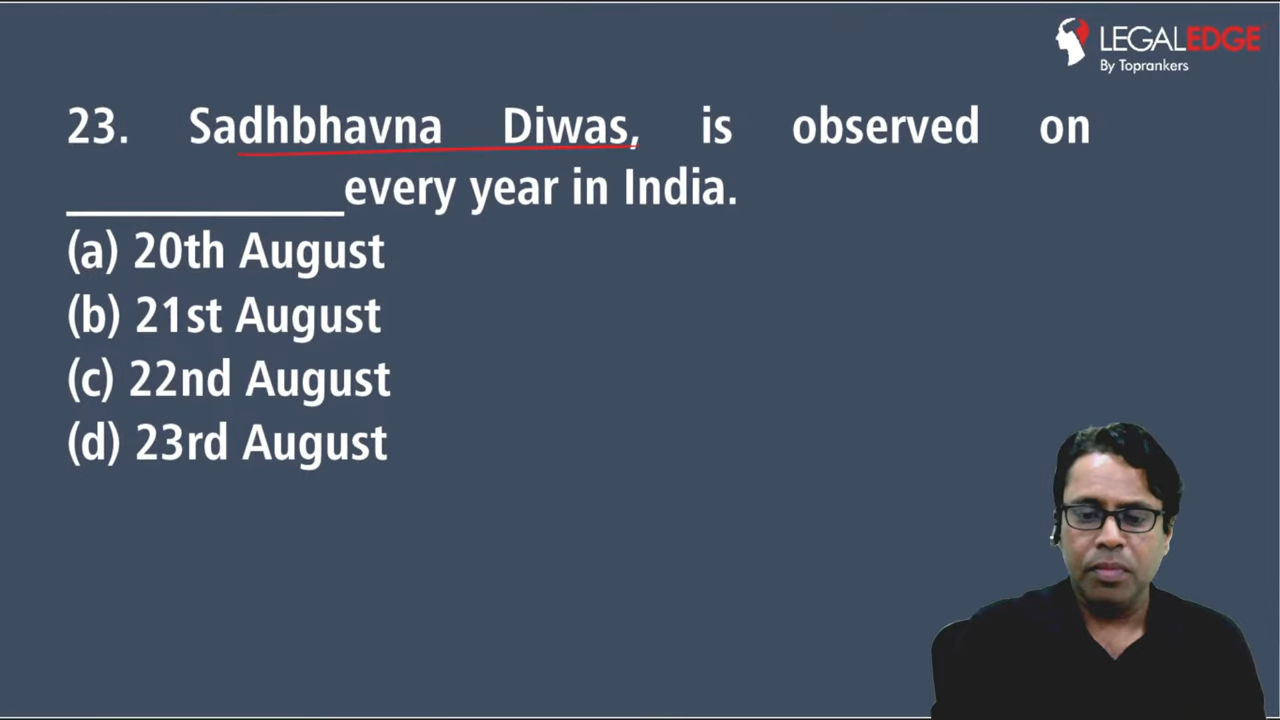 LEGALEDGE
By Toprankers
23. Sadhbhavna Diwas, is observed on
____________every year in India.
(a) 20th August
(b) 21st August
(c) 22nd August
(d) 23rd August